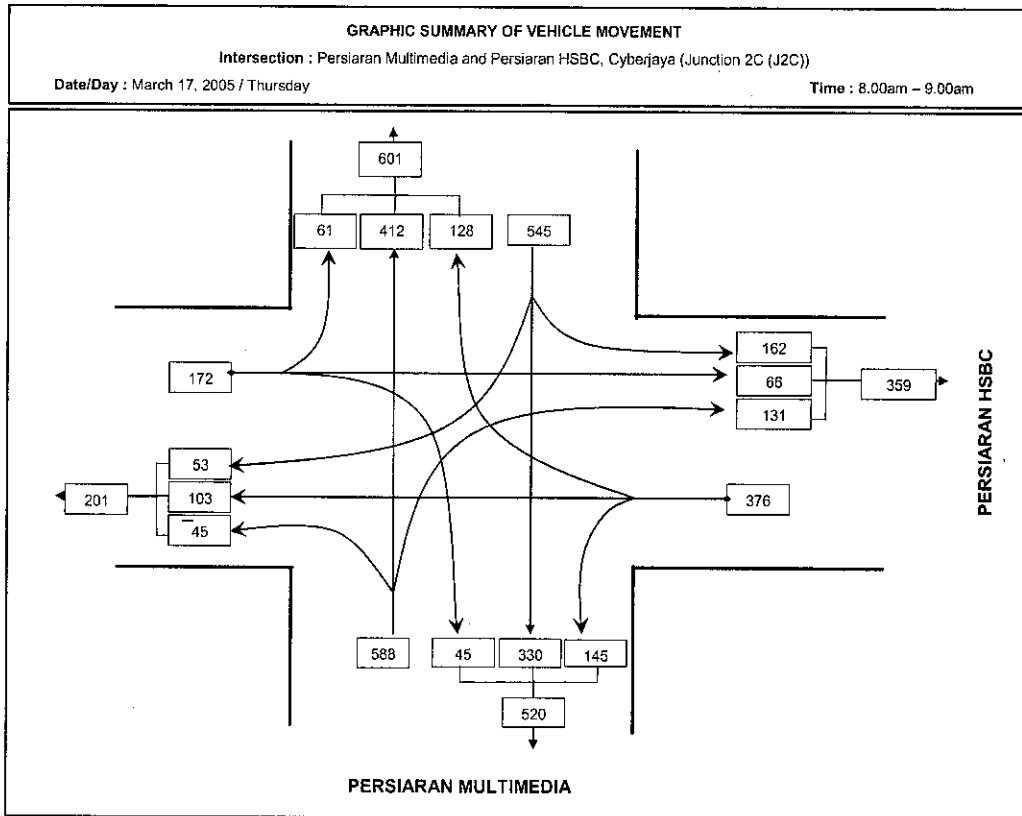 GRAPHIC SUMMARY OF VEHICLE MOVEMENT
Intersection : Persiaran Multimedia and Persiaran HSBC, Cyberjaya (Junction 2C (J2C))
Date/Day : March 17, 2005 / Thursday Time : 8.00am – 9.00am
601
61 412 128 545
162
172 66 359
131
PERSIARAN HSBC
53
201 103 376
45
588 45 330 145
520
PERSIARAN MULTIMEDIA